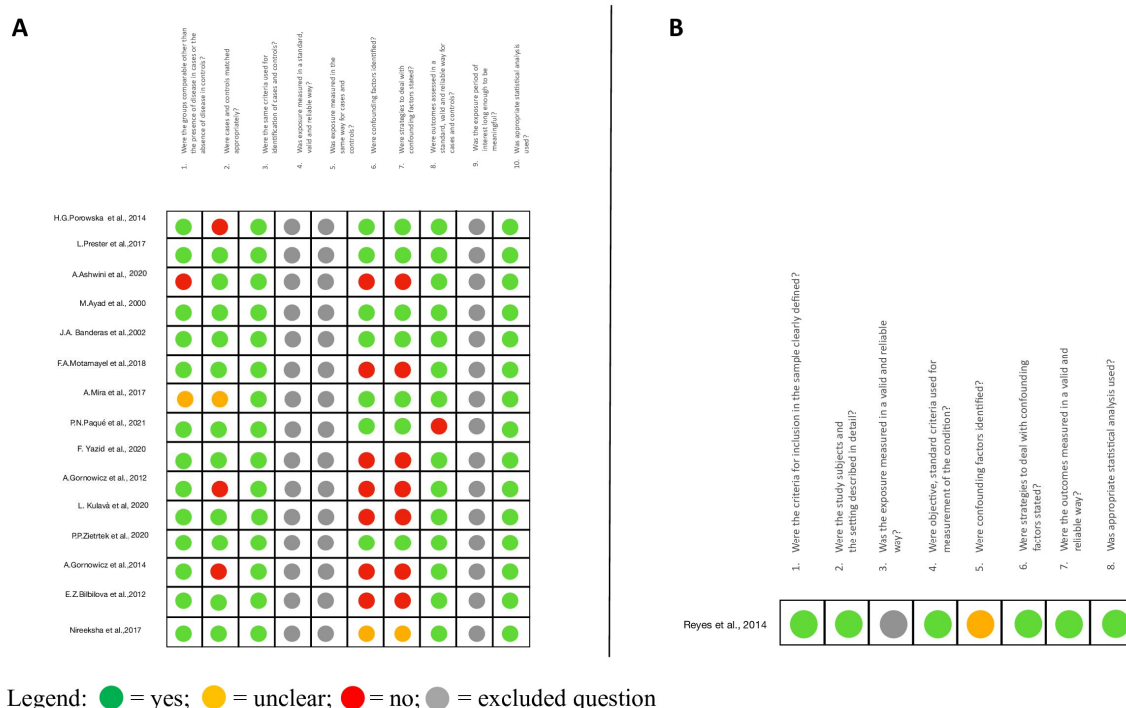 A
B
1. Were the groups comparable other than
the presence of disease in cases or the
absence of disease in controls?
2. Were cases and controls matched
appropriately?
3. Were the same criteria used for
identification of cases and controls?
4. Was exposure measured in a standard,
valid and reliable way?
5. Was exposure measured in the
same way for cases and
controls?
6. Were confounding factors identified?
7. Were strategies to deal with
confounding factors stated?
8. Were outcomes assessed in a
standard, valid and reliable way for
cases and controls?
9. Was the exposure period of
interest long enough to be
meaningful?
10. Was appropriate statistical analysis
used?
H.G.Porowska et al., 2014
L.Prester et al.,2017
A.Ashwini et al., 2020
M.Ayad et al., 2000
J.A. Banderas et al.,2002
F.A.Motamayel et al.,2018
A.Mira et al., 2017
P.N.Paqué et al., 2021
F. Yazid et al., 2020
A.Gornowicz et al., 2012
L. Kulavà et al, 2020
P.P.Zietrtek et al., 2020
A.Gornowicz et al.,2014
E.Z.Bilbilova et al.,2012
Nireeksha et al.,2017
1. Were the criteria for inclusion in the sample clearly defined?
2. Were the study subjects and
the setting described in detail?
3. Was the exposure measured in a valid and reliable
way?
4. Were objective, standard criteria used for
measurement of the condition?
5. Were confounding factors identified?
6. Were strategies to deal with confounding
factors stated?
7. Were the outcomes measured in a valid and
reliable way?
8. Was appropriate statistical analysis used?
Reyes et al., 2014
Legend: = yes; = unclear; = no; = excluded question